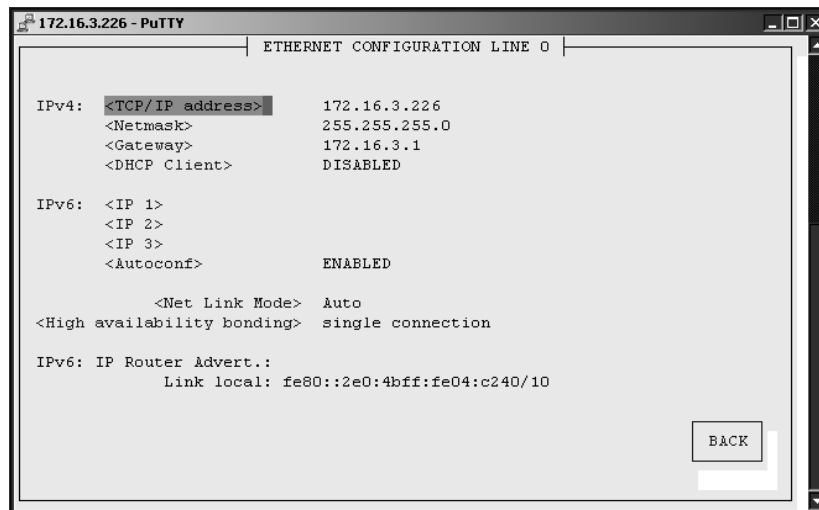 172.16.3.226 - PuTTY
ETHERNET CONFIGURATION LINE 0
IPv4: <TCP/IP address> 172.16.3.226
<Netmask> 255.255.255.0
<Gateway> 172.16.3.1
<DHCP Client> DISABLED
IPv6: <IP 1>
<IP 2>
<IP 3>
<Autoconf> ENABLED
<Net Link Mode> Auto
<High availability bonding> single connection
IPv6: IP Router Advert.:
Link local: fe80::2e0:4bff:fe04:c240/10
BACK